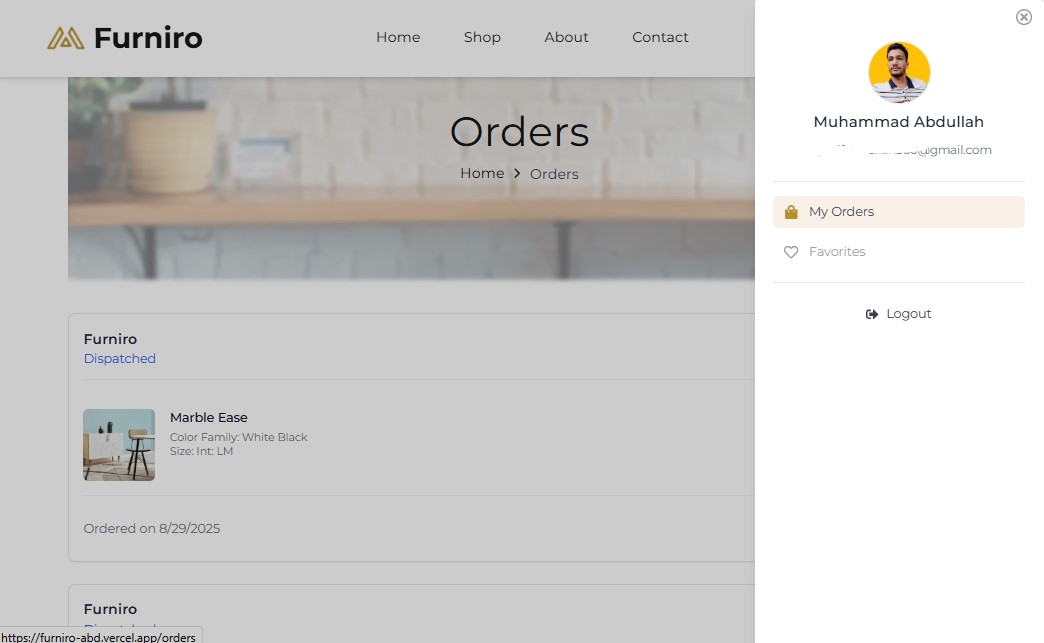 Furniro
Home
Shop
About
Contact
Orders
Home
Orders
Furniro
Dispatched
Marble Ease
Color Family: White Black
Size: Int: LM
Ordered on 8/29/2025
Furniro
https://furniro-abd.vercel.app/orders
Muhammad Abdullah
@gmail.com
My Orders
Favorites
Logout